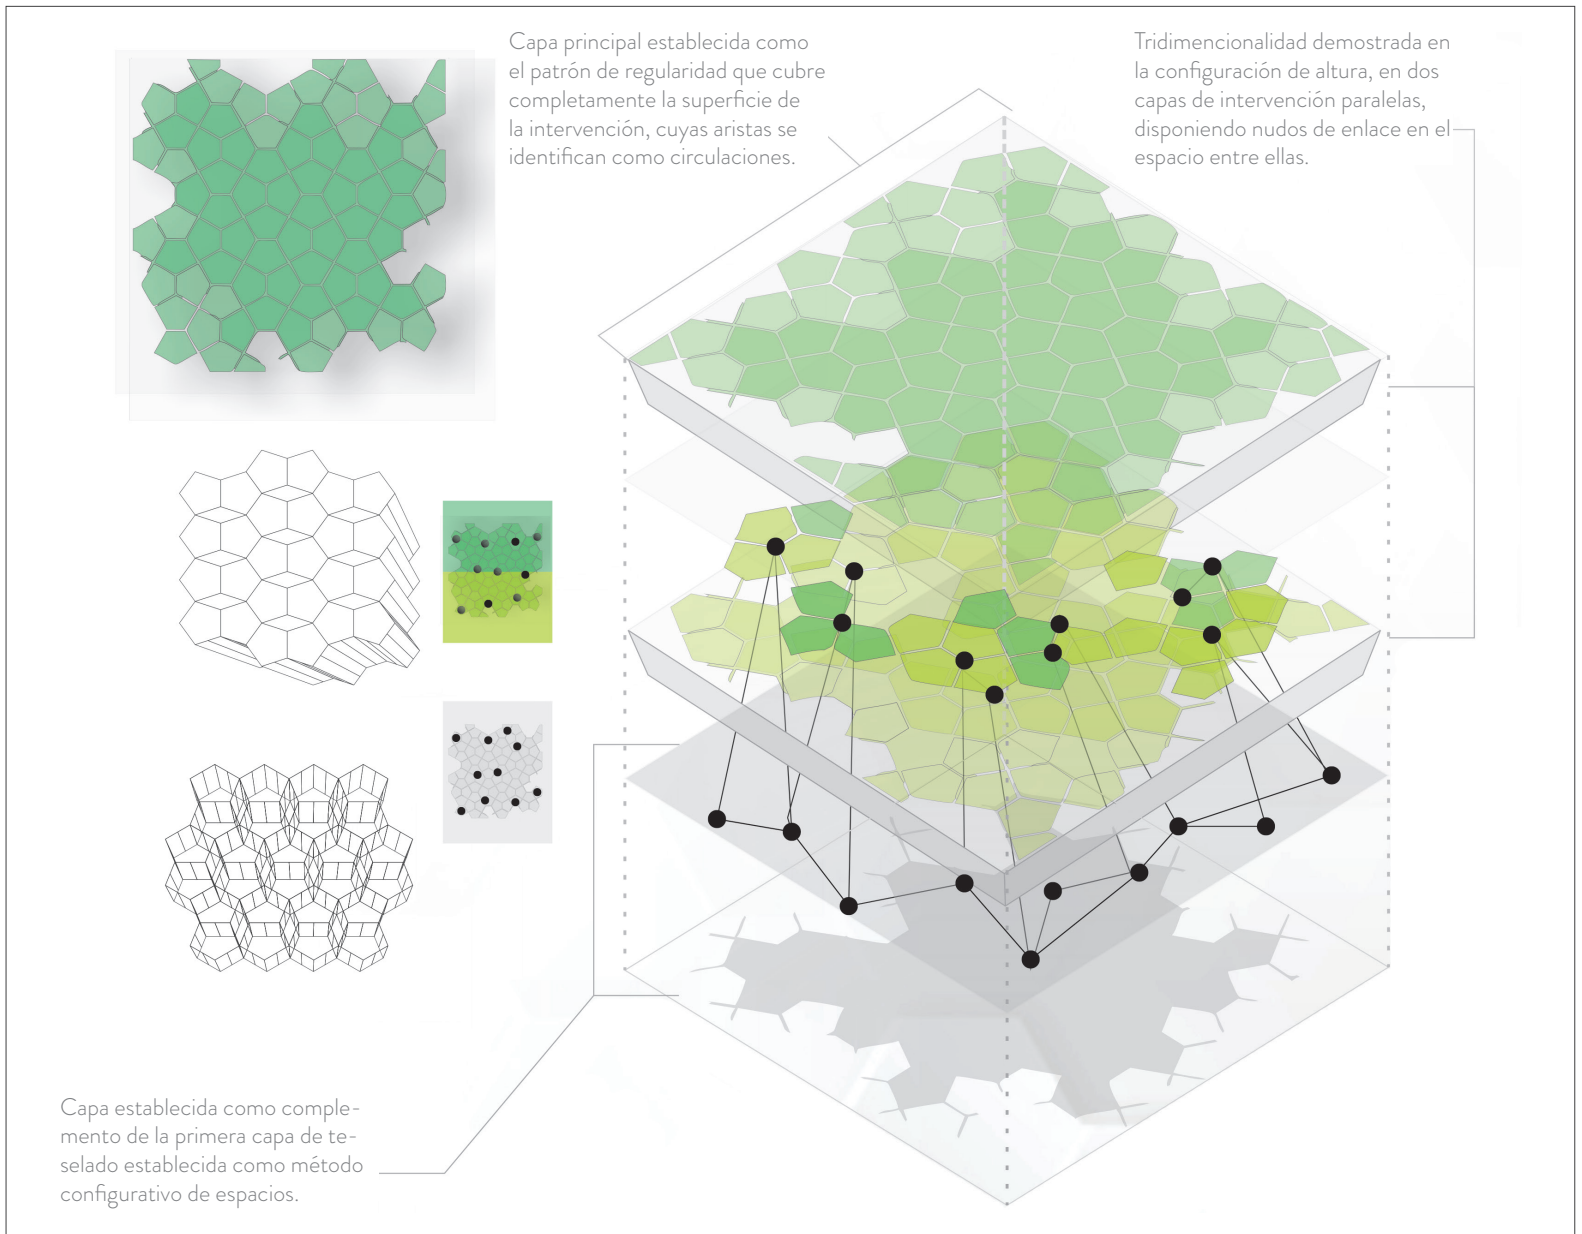 Capa principal establecida como
el patrón de regularidad que cubre
completamente la superficie de
la intervención, cuyas aristas se
identifican como circulaciones.
Tridimencionalidad demostrada en
la configuración de altura, en dos
capas de intervención paralelas,
disponiendo nudos de enlace en el
espacio entre ellas.
Capa establecida como comple-
mento de la primera capa de te-
selado establecida como método
configurativo de espacios.